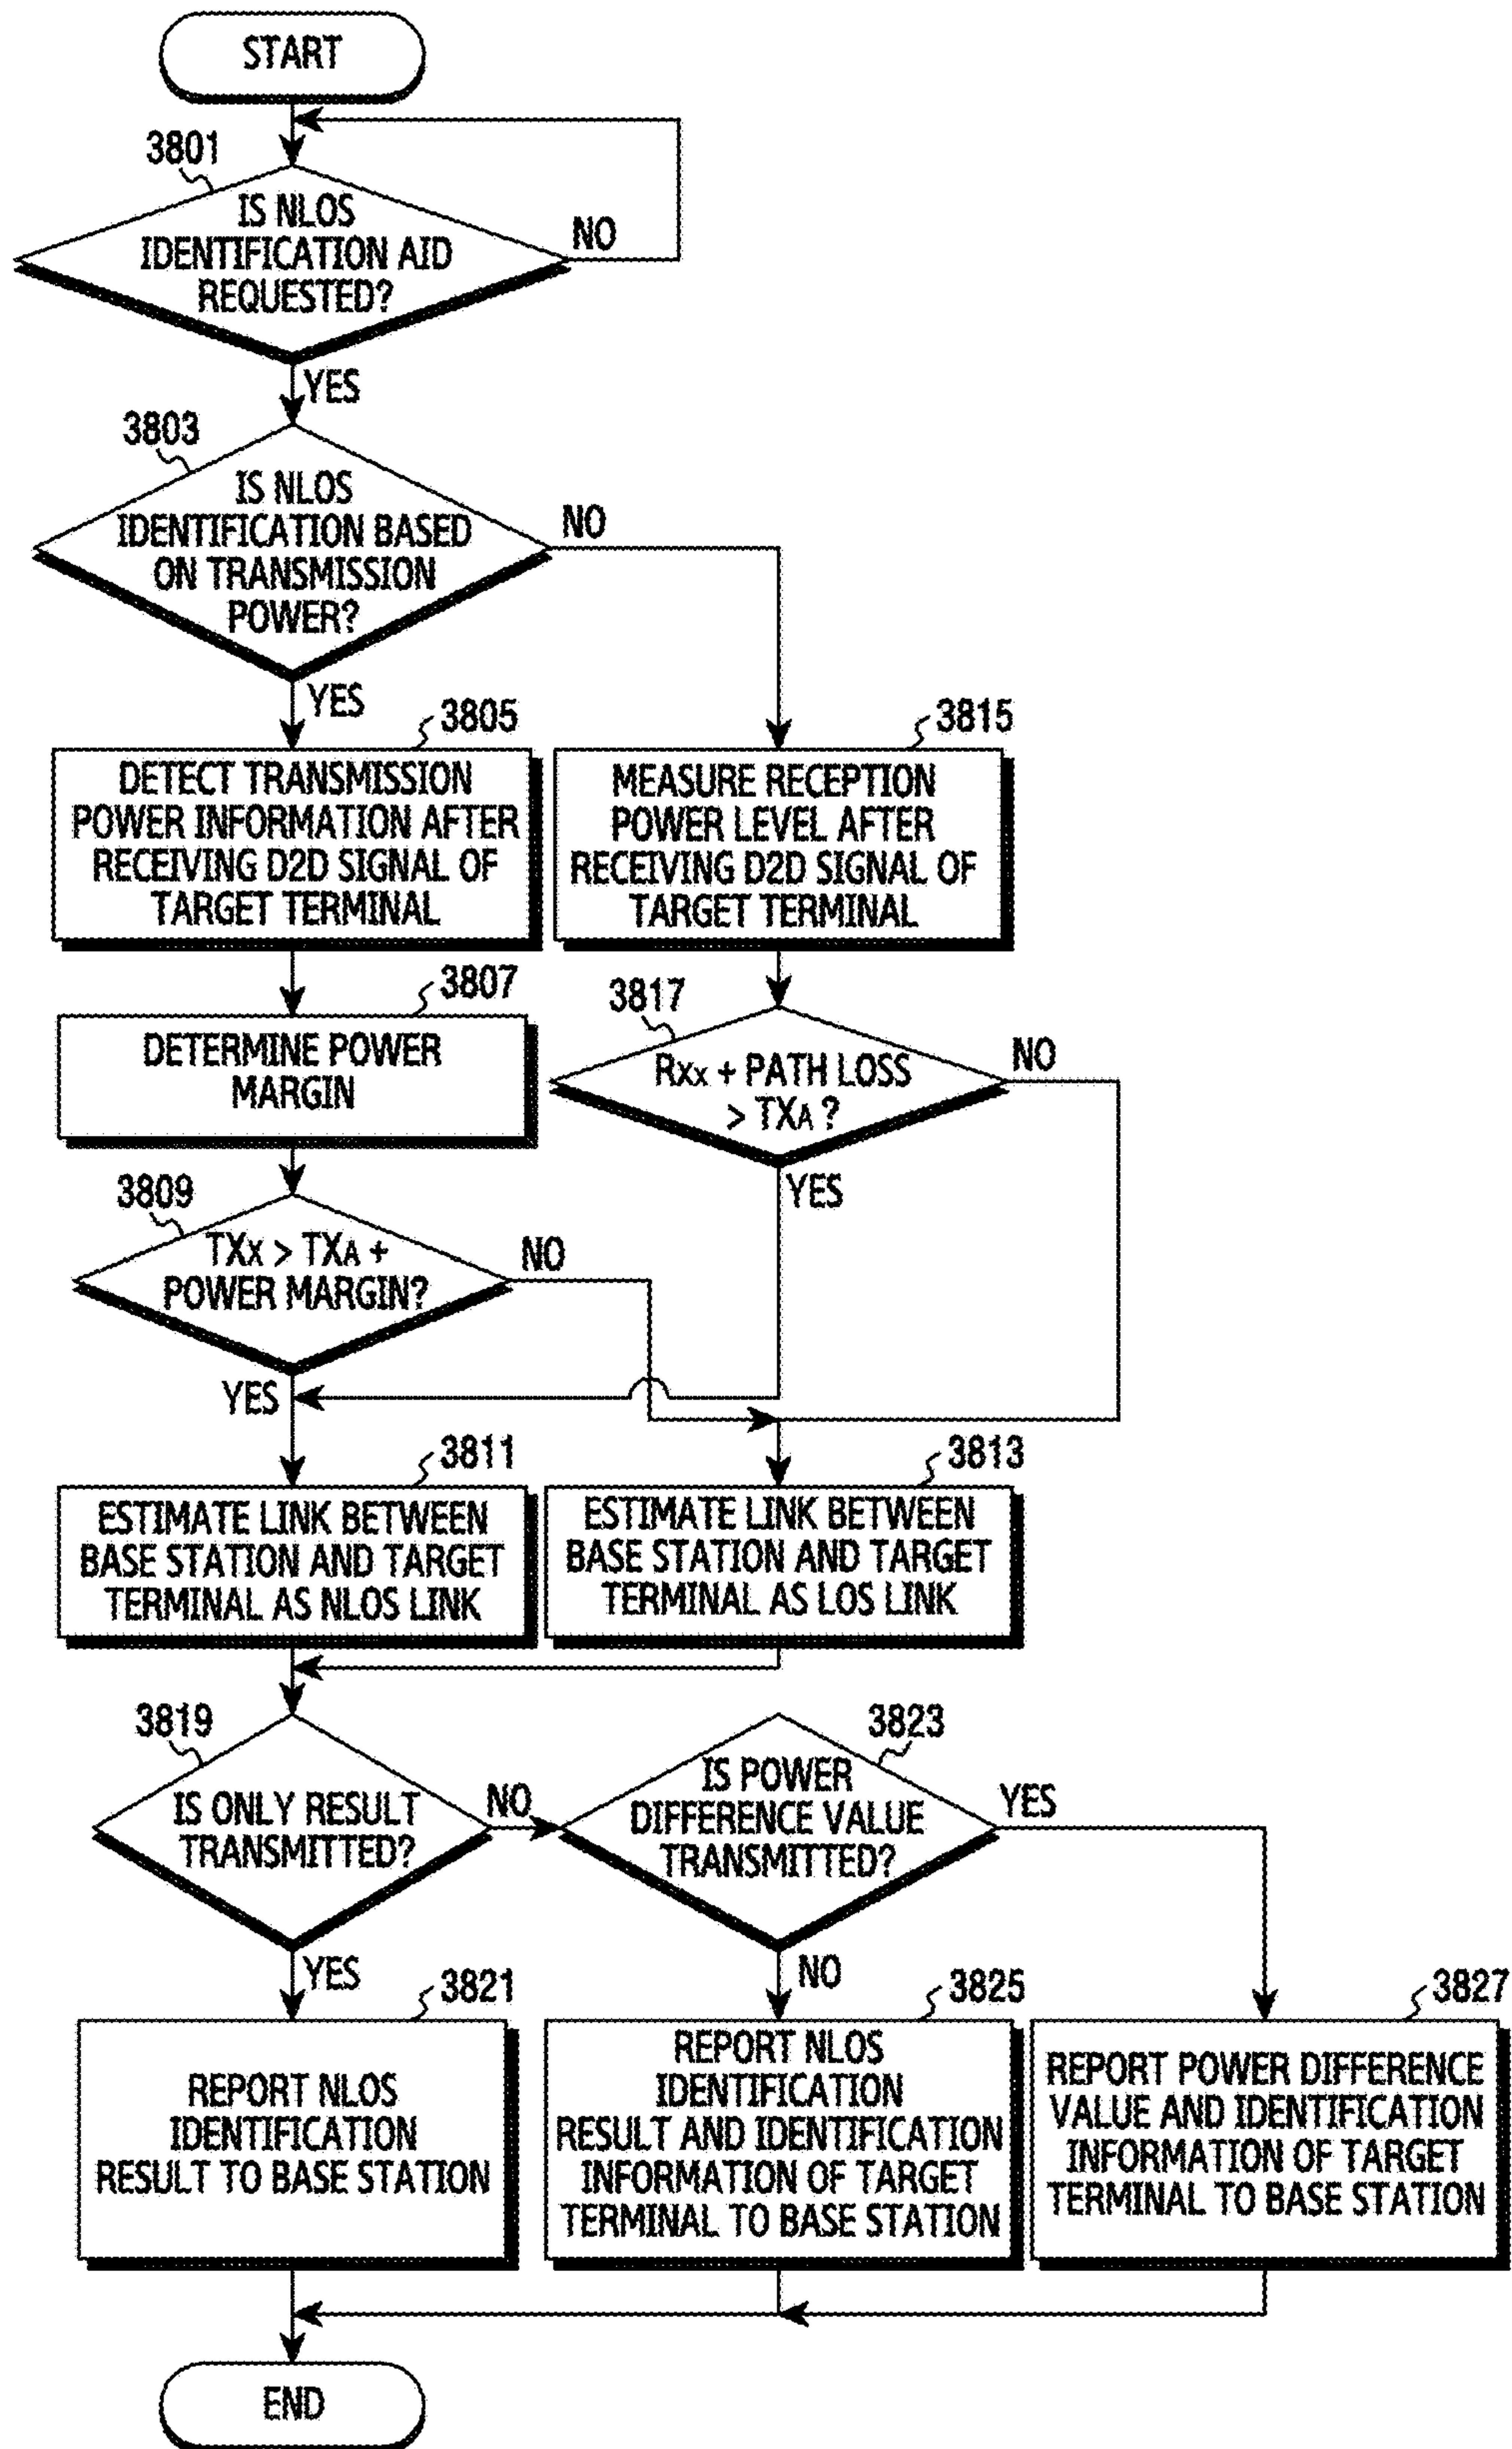 START
3801
IS NLOS
IDENTIFICATION AID
REQUESTED?
NO
YES
3803
IS NLOS
IDENTIFICATION BASED
ON TRANSMISSION
POWER?
NO
YES
3805
DETECT TRANSMISSION
POWER INFORMATION AFTER
RECEIVING D2D SIGNAL OF
TARGET TERMINAL
3815
MEASURE RECEPTION
POWER LEVEL AFTER
RECEIVING D2D SIGNAL OF
TARGET TERMINAL
3807
DETERMINE POWER
MARGIN
3817
RXX + PATH LOSS
> TXA ?
NO
YES
3809
TXX > TXA +
POWER MARGIN?
NO
YES
3811
ESTIMATE LINK BETWEEN
BASE STATION AND TARGET
TERMINAL AS NLOS LINK
3813
ESTIMATE LINK BETWEEN
BASE STATION AND TARGET
TERMINAL AS LOS LINK
3819
IS ONLY RESULT
TRANSMITTED?
NO
YES
3823
IS POWER
DIFFERENCE VALUE
TRANSMITTED?
YES
NO
3821
REPORT NLOS
IDENTIFICATION
RESULT TO BASE STATION
3825
REPORT NLOS
IDENTIFICATION
RESULT AND IDENTIFICATION
INFORMATION OF TARGET
TERMINAL TO BASE STATION
3827
REPORT POWER DIFFERENCE
VALUE AND IDENTIFICATION
INFORMATION OF TARGET
TERMINAL TO BASE STATION
END